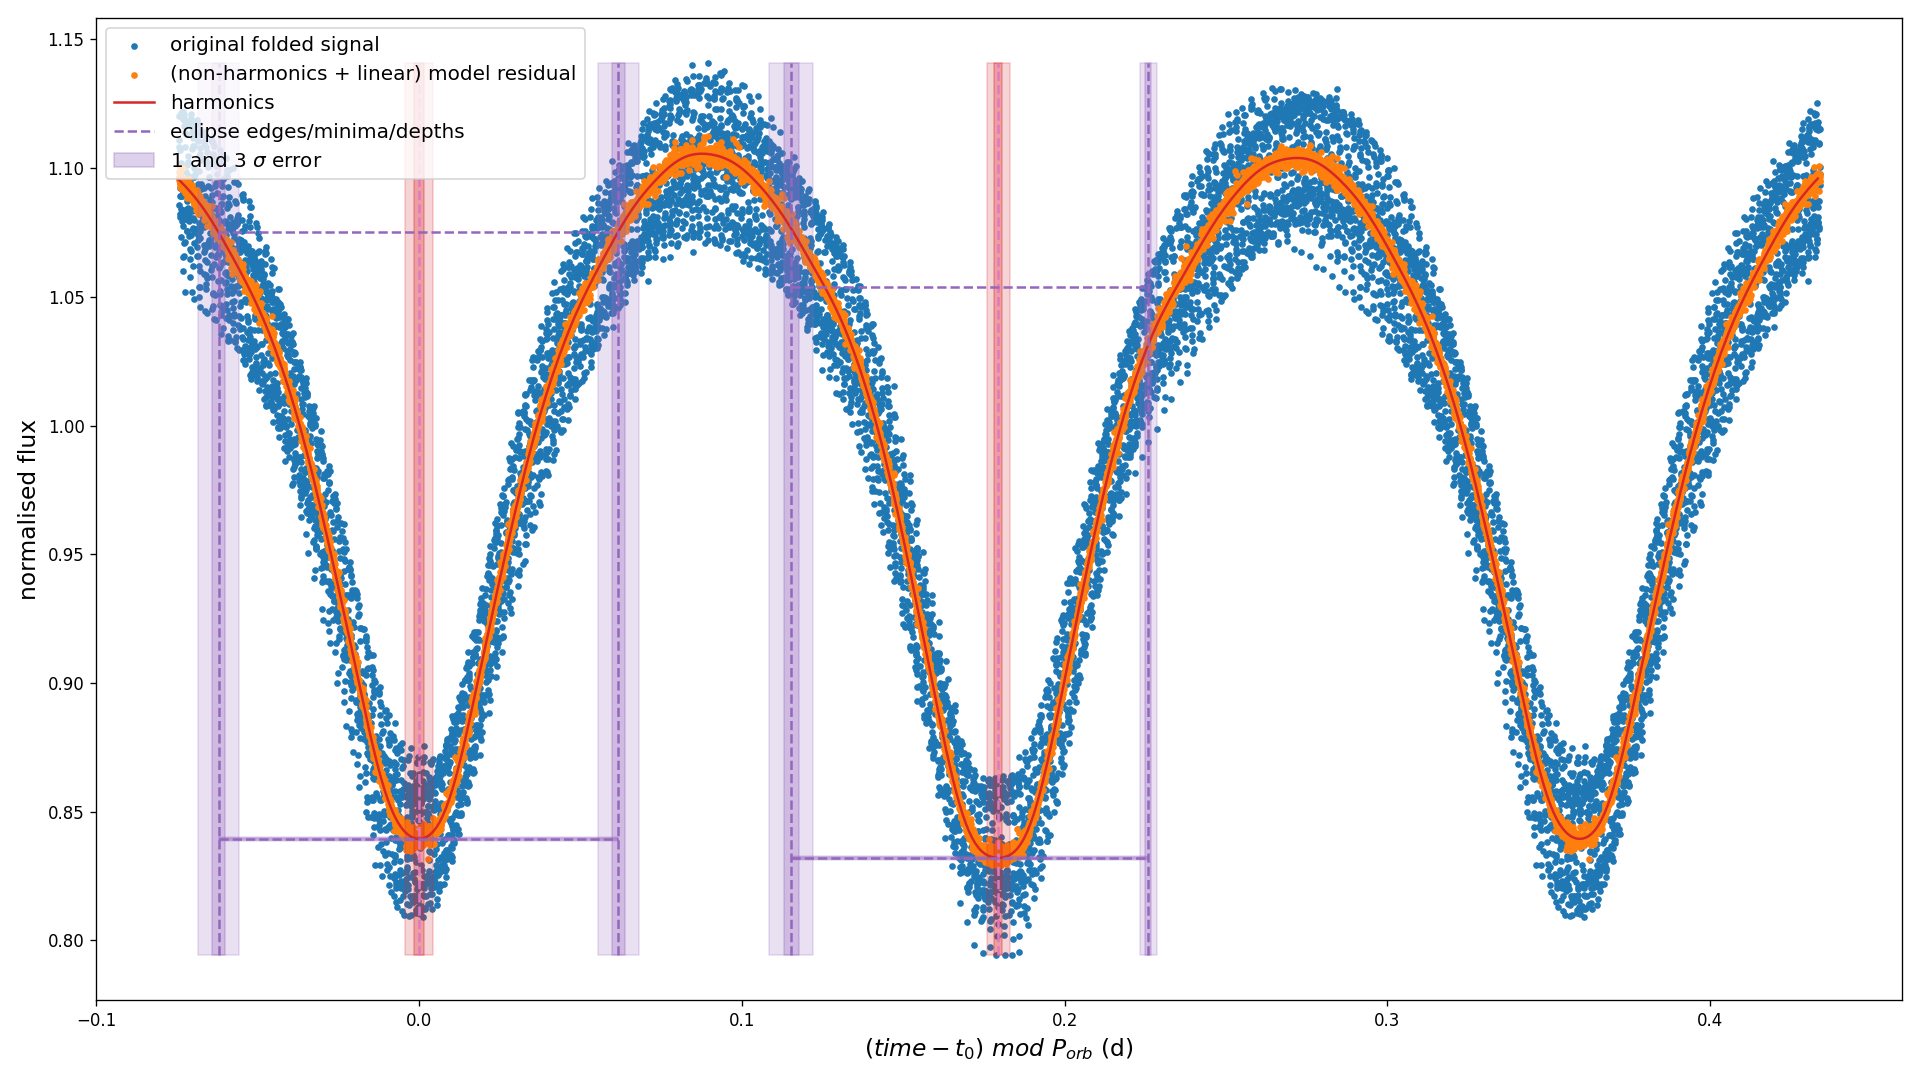 original folded signal
(non-harmonics + linear) model residual
harmonics
eclipse edges/minima/depths
1 and 3 σ error
normalised flux
1.15
1.10
1.05
1.00
0.95
0.90
0.85
0.80
−0.1 0.0 0.1 0.2 0.3 0.4
(time − t₀) mod Pₒᵣb (d)